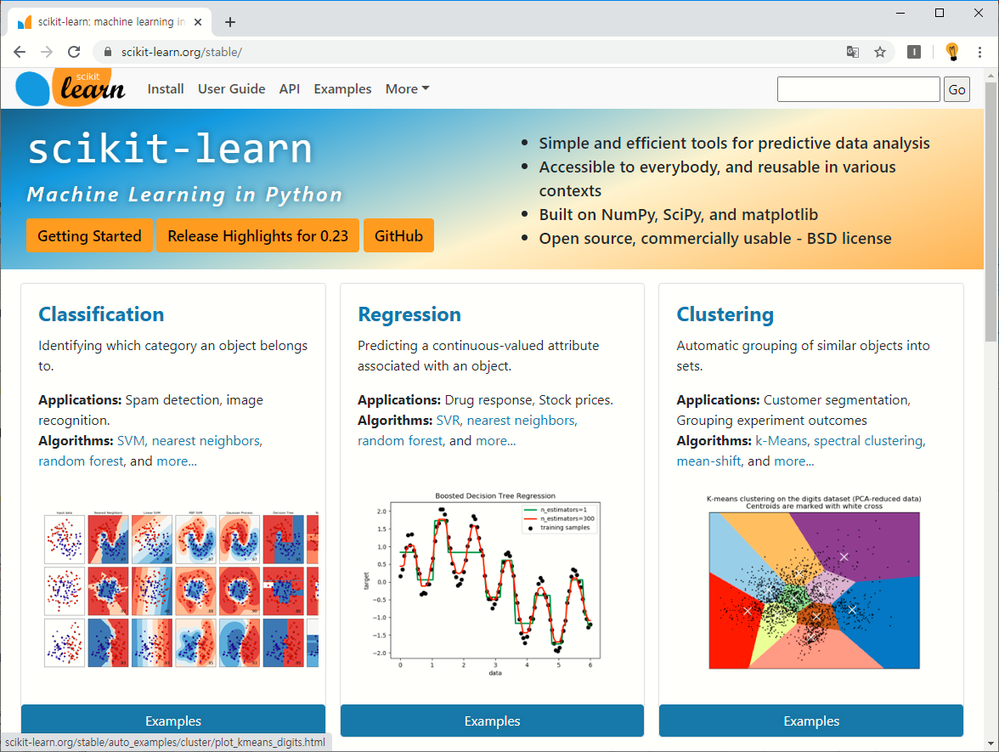 scikit-learn: machine learning in
scikit-learn.org/stable/
scikit
learn
Install User Guide API Examples More
Go
scikit-learn
Machine Learning in Python
Getting Started
Release Highlights for 0.23
GitHub
Simple and efficient tools for predictive data analysis
Accessible to everybody, and reusable in various
contexts
Built on NumPy, SciPy, and matplotlib
Open source, commercially usable - BSD license
Classification
Identifying which category an object belongs
to.
Applications: Spam detection, image
recognition.
Algorithms: SVM, nearest neighbors,
random forest, and more...
Input data Nearest Neighbors Linear SVM RBF SVM Gaussian Process Decision Tree
Examples
Regression
Predicting a continuous-valued attribute
associated with an object.
Applications: Drug response, Stock prices.
Algorithms: SVR, nearest neighbors,
random forest, and more...
Boosted Decision Tree Regression
n_estimators=1
n_estimators=300
training samples
2.0
1.5
1.0
0.5
0.0
−0.5
−1.0
−1.5
−2.0
target
0 1 2 3 4 5 6
data
Examples
Clustering
Automatic grouping of similar objects into
sets.
Applications: Customer segmentation,
Grouping experiment outcomes
Algorithms: k-Means, spectral clustering,
mean-shift, and more...
K-means clustering on the digits dataset (PCA-reduced data)
Centroids are marked with white cross
Examples
scikit-learn.org/stable/auto_examples/cluster/plot_kmeans_digits.html